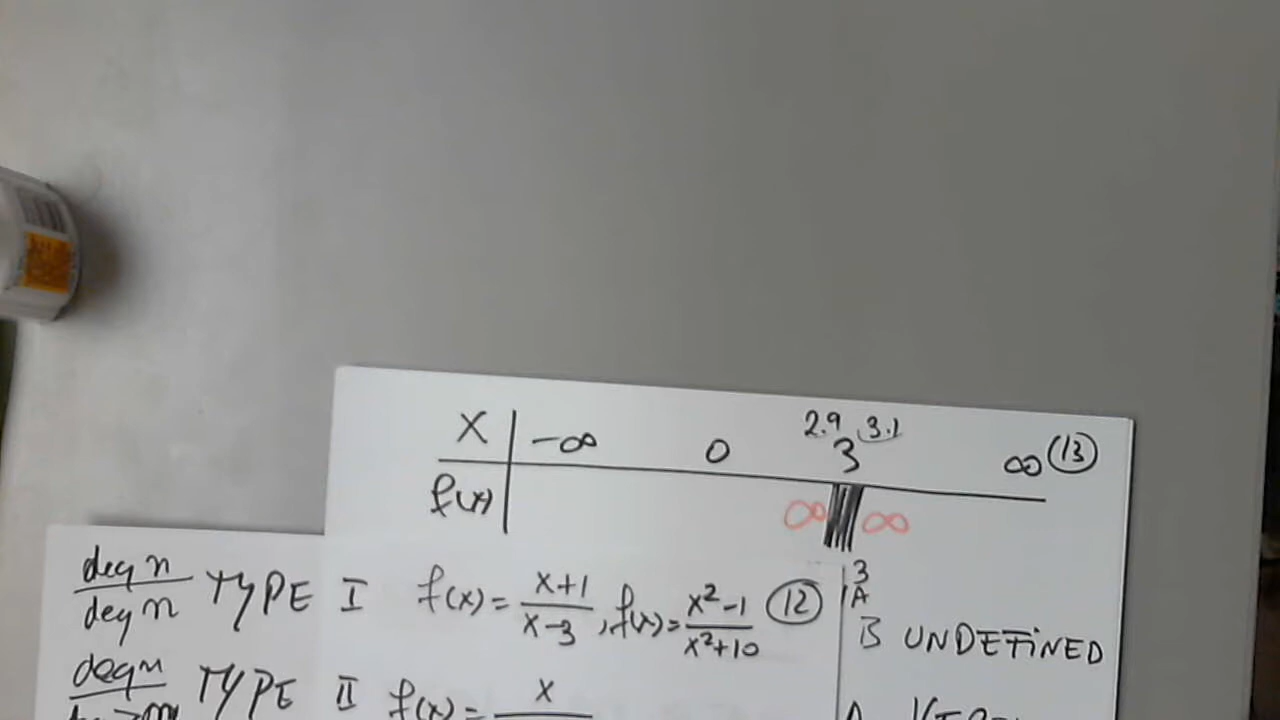 2.9 3.1
X -∞ 0 3 ∞ 13
f(x) ∞ ∞
deg n / deg n TYPE I f(x) = x+1 / x-3 , f(x) = x²-1 / x²+10 12
3
A
B UNDEFINED
TYPE II f(x) = x
A